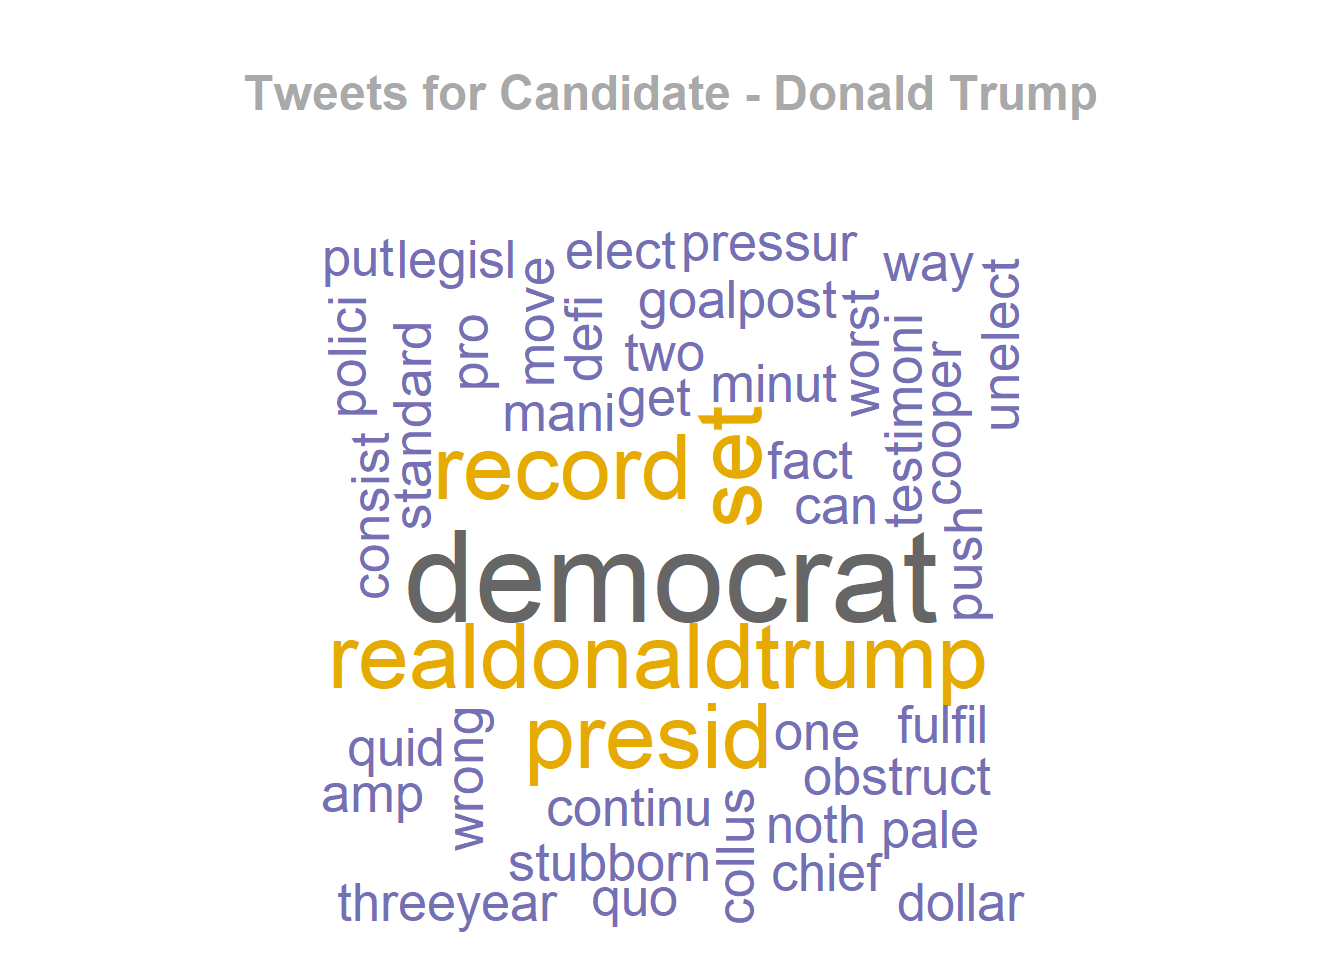 Tweets for Candidate - Donald Trump
put
legisl
elect
pressur
way
unelect
move
goalpost
polici
standard
pro
defi
two
worst
testimoni
cooper
minut
get
mani
set
record
fact
can
consist
push
democrat
realdonaldtrump
presid
one
fulfil
quid
wrong
obstruct
amp
continu
collus
noth
pale
stubborn
chief
threeyear
quo
dollar